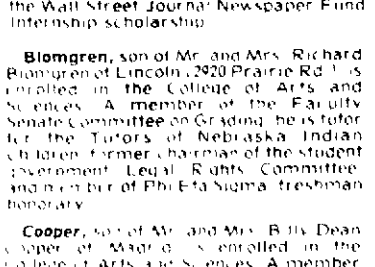 the Wall Street Journal Newspaper Fund
Internship scholarship
Blomgren, son of Mr. and Mrs. Richard
Blomgren of Lincoln (2920 Prairie Rd.) is
enrolled in the College of Arts and
Sciences. A member of the Faculty
Senate Committee on Grading, he is tutor
for the Tutors of Nebraska Indian
children, former chairman of the student
government Legal Rights Committee
and member of Phi Eta Sigma, freshman
honorary.
Cooper, son of Mr. and Mrs. Billy Dean
Cooper of Madrid, is enrolled in the
College of Arts and Sciences. A member